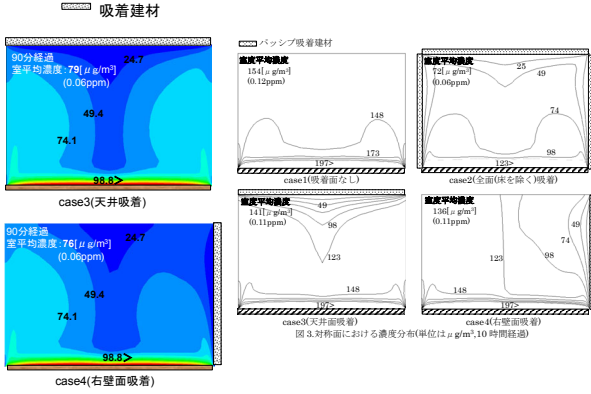 吸着建材
90分経過
室平均濃度:79[μg/m³]
(0.06ppm)
24.7
49.4
74.1
98.8>
case3(天井吸着)
90分経過
室平均濃度:76[μg/m³]
(0.06ppm)
24.7
49.4
74.1
98.8>
case4(右壁面吸着)
パッシブ吸着建材
室度平均濃度
154[μg/m³]
(0.12ppm)
148
173
197>
case1(吸着面なし)
室度平均濃度
72[μg/m³]
(0.06ppm)
25
49
74
98
123>
case2(全面(床を除く)吸着)
室度平均濃度
141[μg/m³]
(0.11ppm)
49
98
123
148
197>
case3(天井面吸着)
室度平均濃度
136[μg/m³]
(0.11ppm)
49
74
98
123
148
197>
case4(右壁面吸着)
図 3.対称面における濃度分布(単位はμg/m³,10 時間経過)